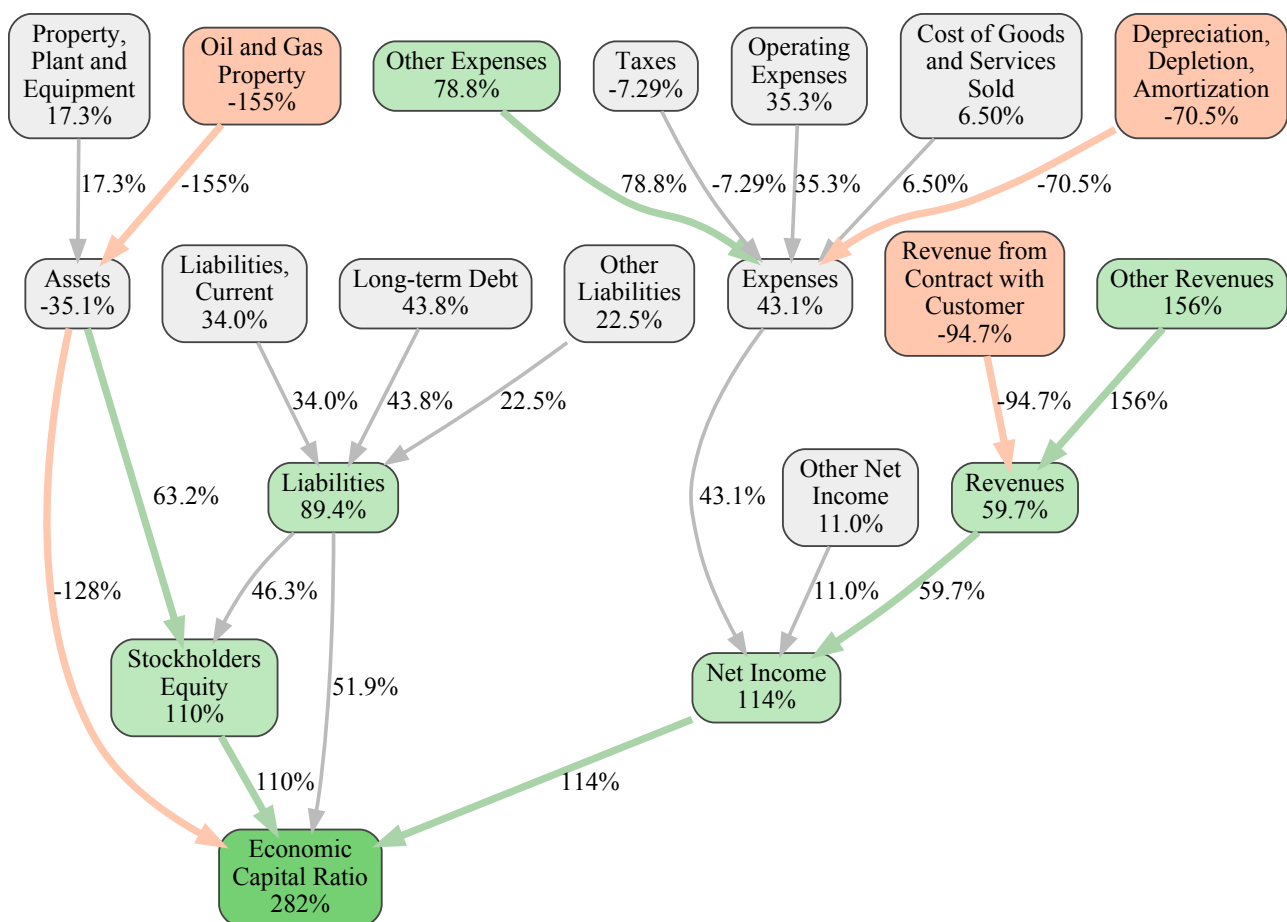 Property,
Plant and
Equipment
17.3%
Oil and Gas
Property
-155%
Other Expenses
78.8%
Taxes
-7.29%
Operating
Expenses
35.3%
Cost of Goods
and Services
Sold
6.50%
Depreciation,
Depletion,
Amortization
-70.5%
17.3%
-155%
78.8%
-7.29%
35.3%
6.50%
-70.5%
Assets
-35.1%
Liabilities,
Current
34.0%
Long-term Debt
43.8%
Other
Liabilities
22.5%
Expenses
43.1%
Revenue from
Contract with
Customer
-94.7%
Other Revenues
156%
34.0%
43.8%
22.5%
-94.7%
156%
63.2%
Liabilities
89.4%
43.1%
Other Net
Income
11.0%
Revenues
59.7%
-128%
46.3%
11.0%
59.7%
Stockholders
Equity
110%
51.9%
Net Income
114%
110%
114%
Economic
Capital Ratio
282%